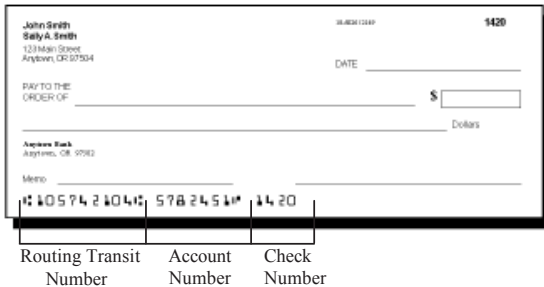 John Smith
1420
Sally A. Smith
123 Main Street
Anytown, OR 97504
DATE
PAY TO THE
ORDER OF
$
Dollars
Anytown Bank
Anytown, OR 97502
Memo
⑆105742104⑆ 5782451⑈ 1420
Routing Transit Account Check
Number Number Number